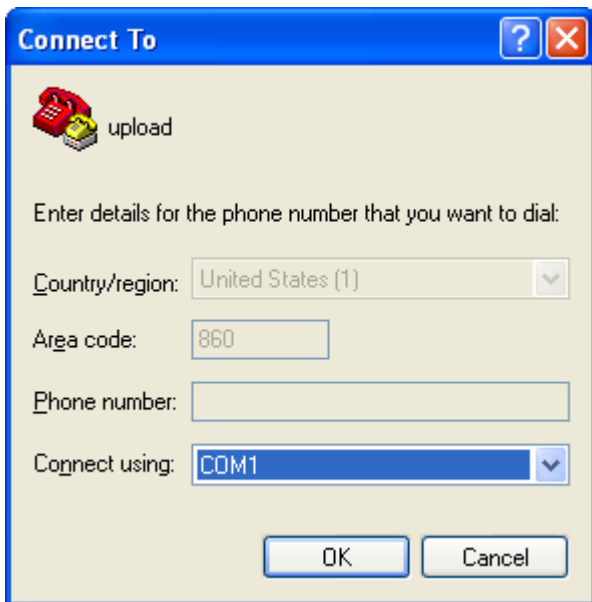 Connect To
upload
Enter details for the phone number that you want to dial:
Country/region: United States (1)
Area code: 860
Phone number:
Connect using: COM1
OK Cancel